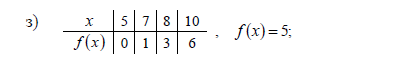 з) x 5 7 8 10
f(x) 0 1 3 6 , f(x)=5;